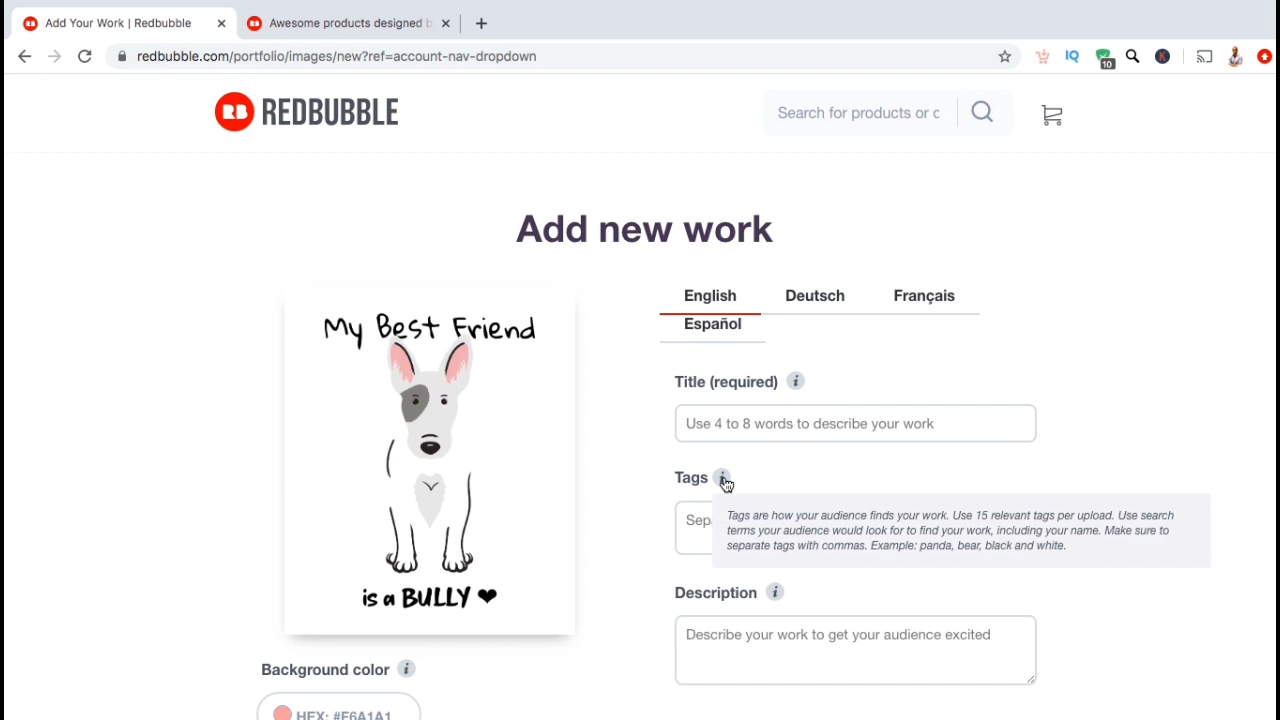 Add Your Work | Redbubble
Awesome products designed b
redbubble.com/portfolio/images/new?ref=account-nav-dropdown
IQ
10
K
RB REDBUBBLE
Search for products or c
Add new work
English
Deutsch
Français
Español
My Best Friend
is a BULLY ❤
Title (required) i
Use 4 to 8 words to describe your work
Tags i
Sep
Tags are how your audience finds your work. Use 15 relevant tags per upload. Use search
terms your audience would look for to find your work, including your name. Make sure to
separate tags with commas. Example: panda, bear, black and white.
Description i
Describe your work to get your audience excited
Background color i
HEX: #F6A1A1